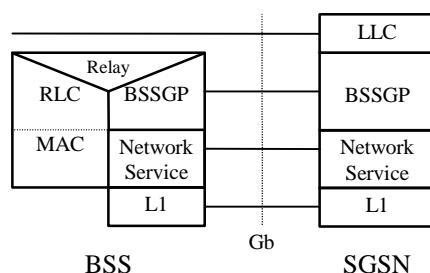 LLC
Relay
RLC
BSSGP
BSSGP
MAC
Network
Service
Network
Service
L1
L1
Gb
BSS
SGSN